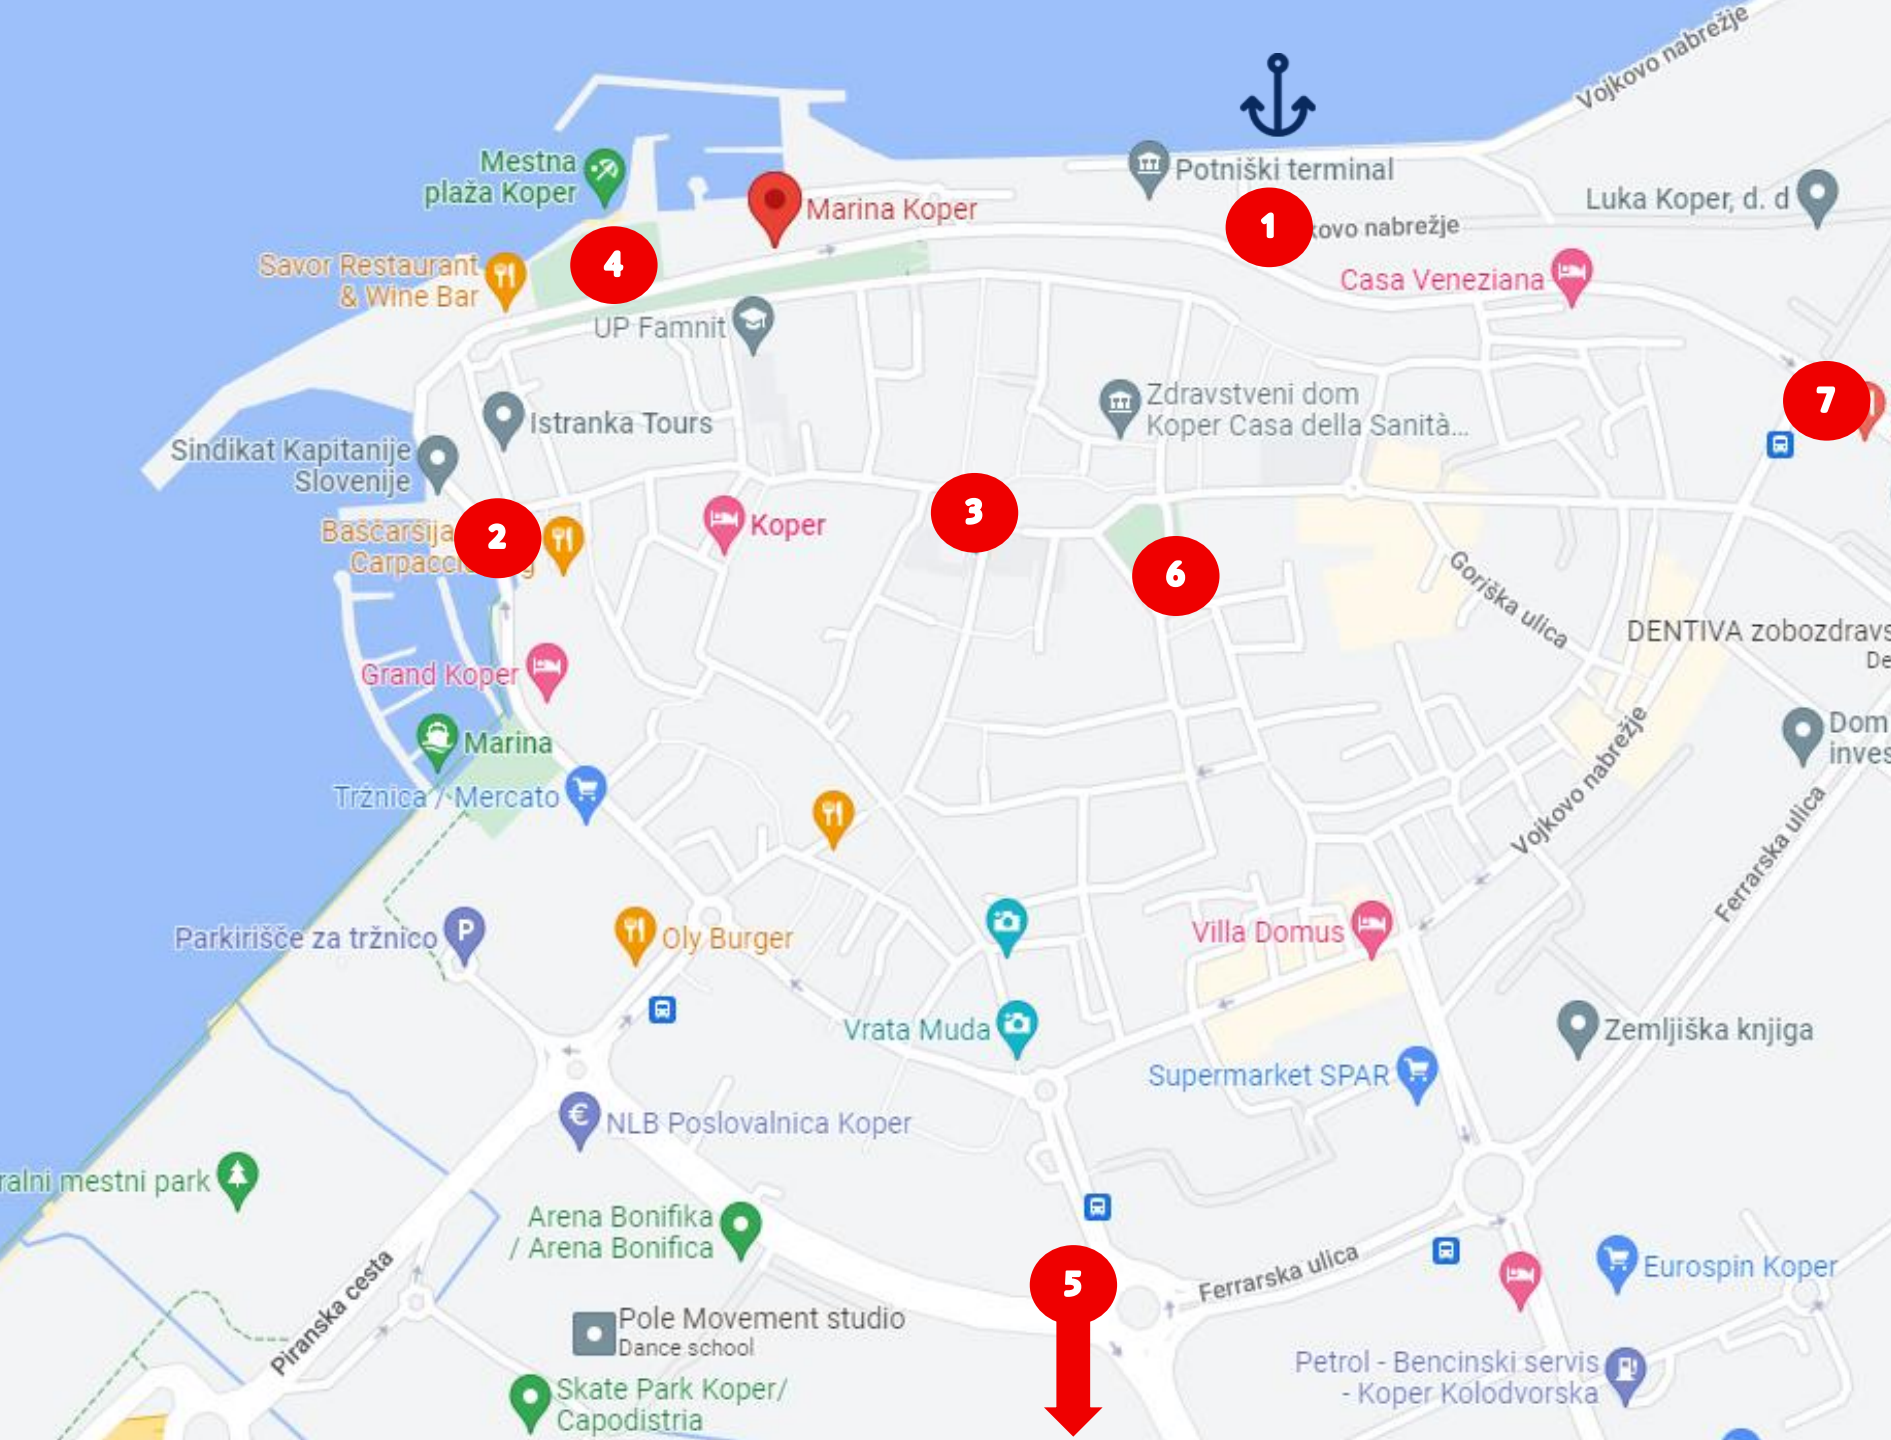 Vojkovo nabrežje
Mestna
plaža Koper
Potniški terminal
Luka Koper, d. d
Marina Koper
1
kovo nabrežje
4
Savor Restaurant
& Wine Bar
Casa Veneziana
UP Famnit
7
Zdravstveni dom
Koper Casa della Sanità...
Istranka Tours
Sindikat Kapitanije
Slovenije
3
Baščaršija
Carpacci
g
2
Koper
6
Goriška ulica
DENTIVA zobozdravs
De
Grand Koper
Marina
Dom
inves
Tržnica / Mercato
Vojkovo nabrežje
Ferrarska ulica
Parkirišče za tržnico
P
Oly Burger
Villa Domus
Vrata Muda
Zemljiška knjiga
Supermarket SPAR
€
NLB Poslovalnica Koper
ralni mestni park
Arena Bonifika
/ Arena Bonifica
5
Ferrarska ulica
Eurospin Koper
Piranska cesta
Pole Movement studio
Dance school
Petrol - Bencinski servis
- Koper Kolodvorska
Skate Park Koper/
Capodistria